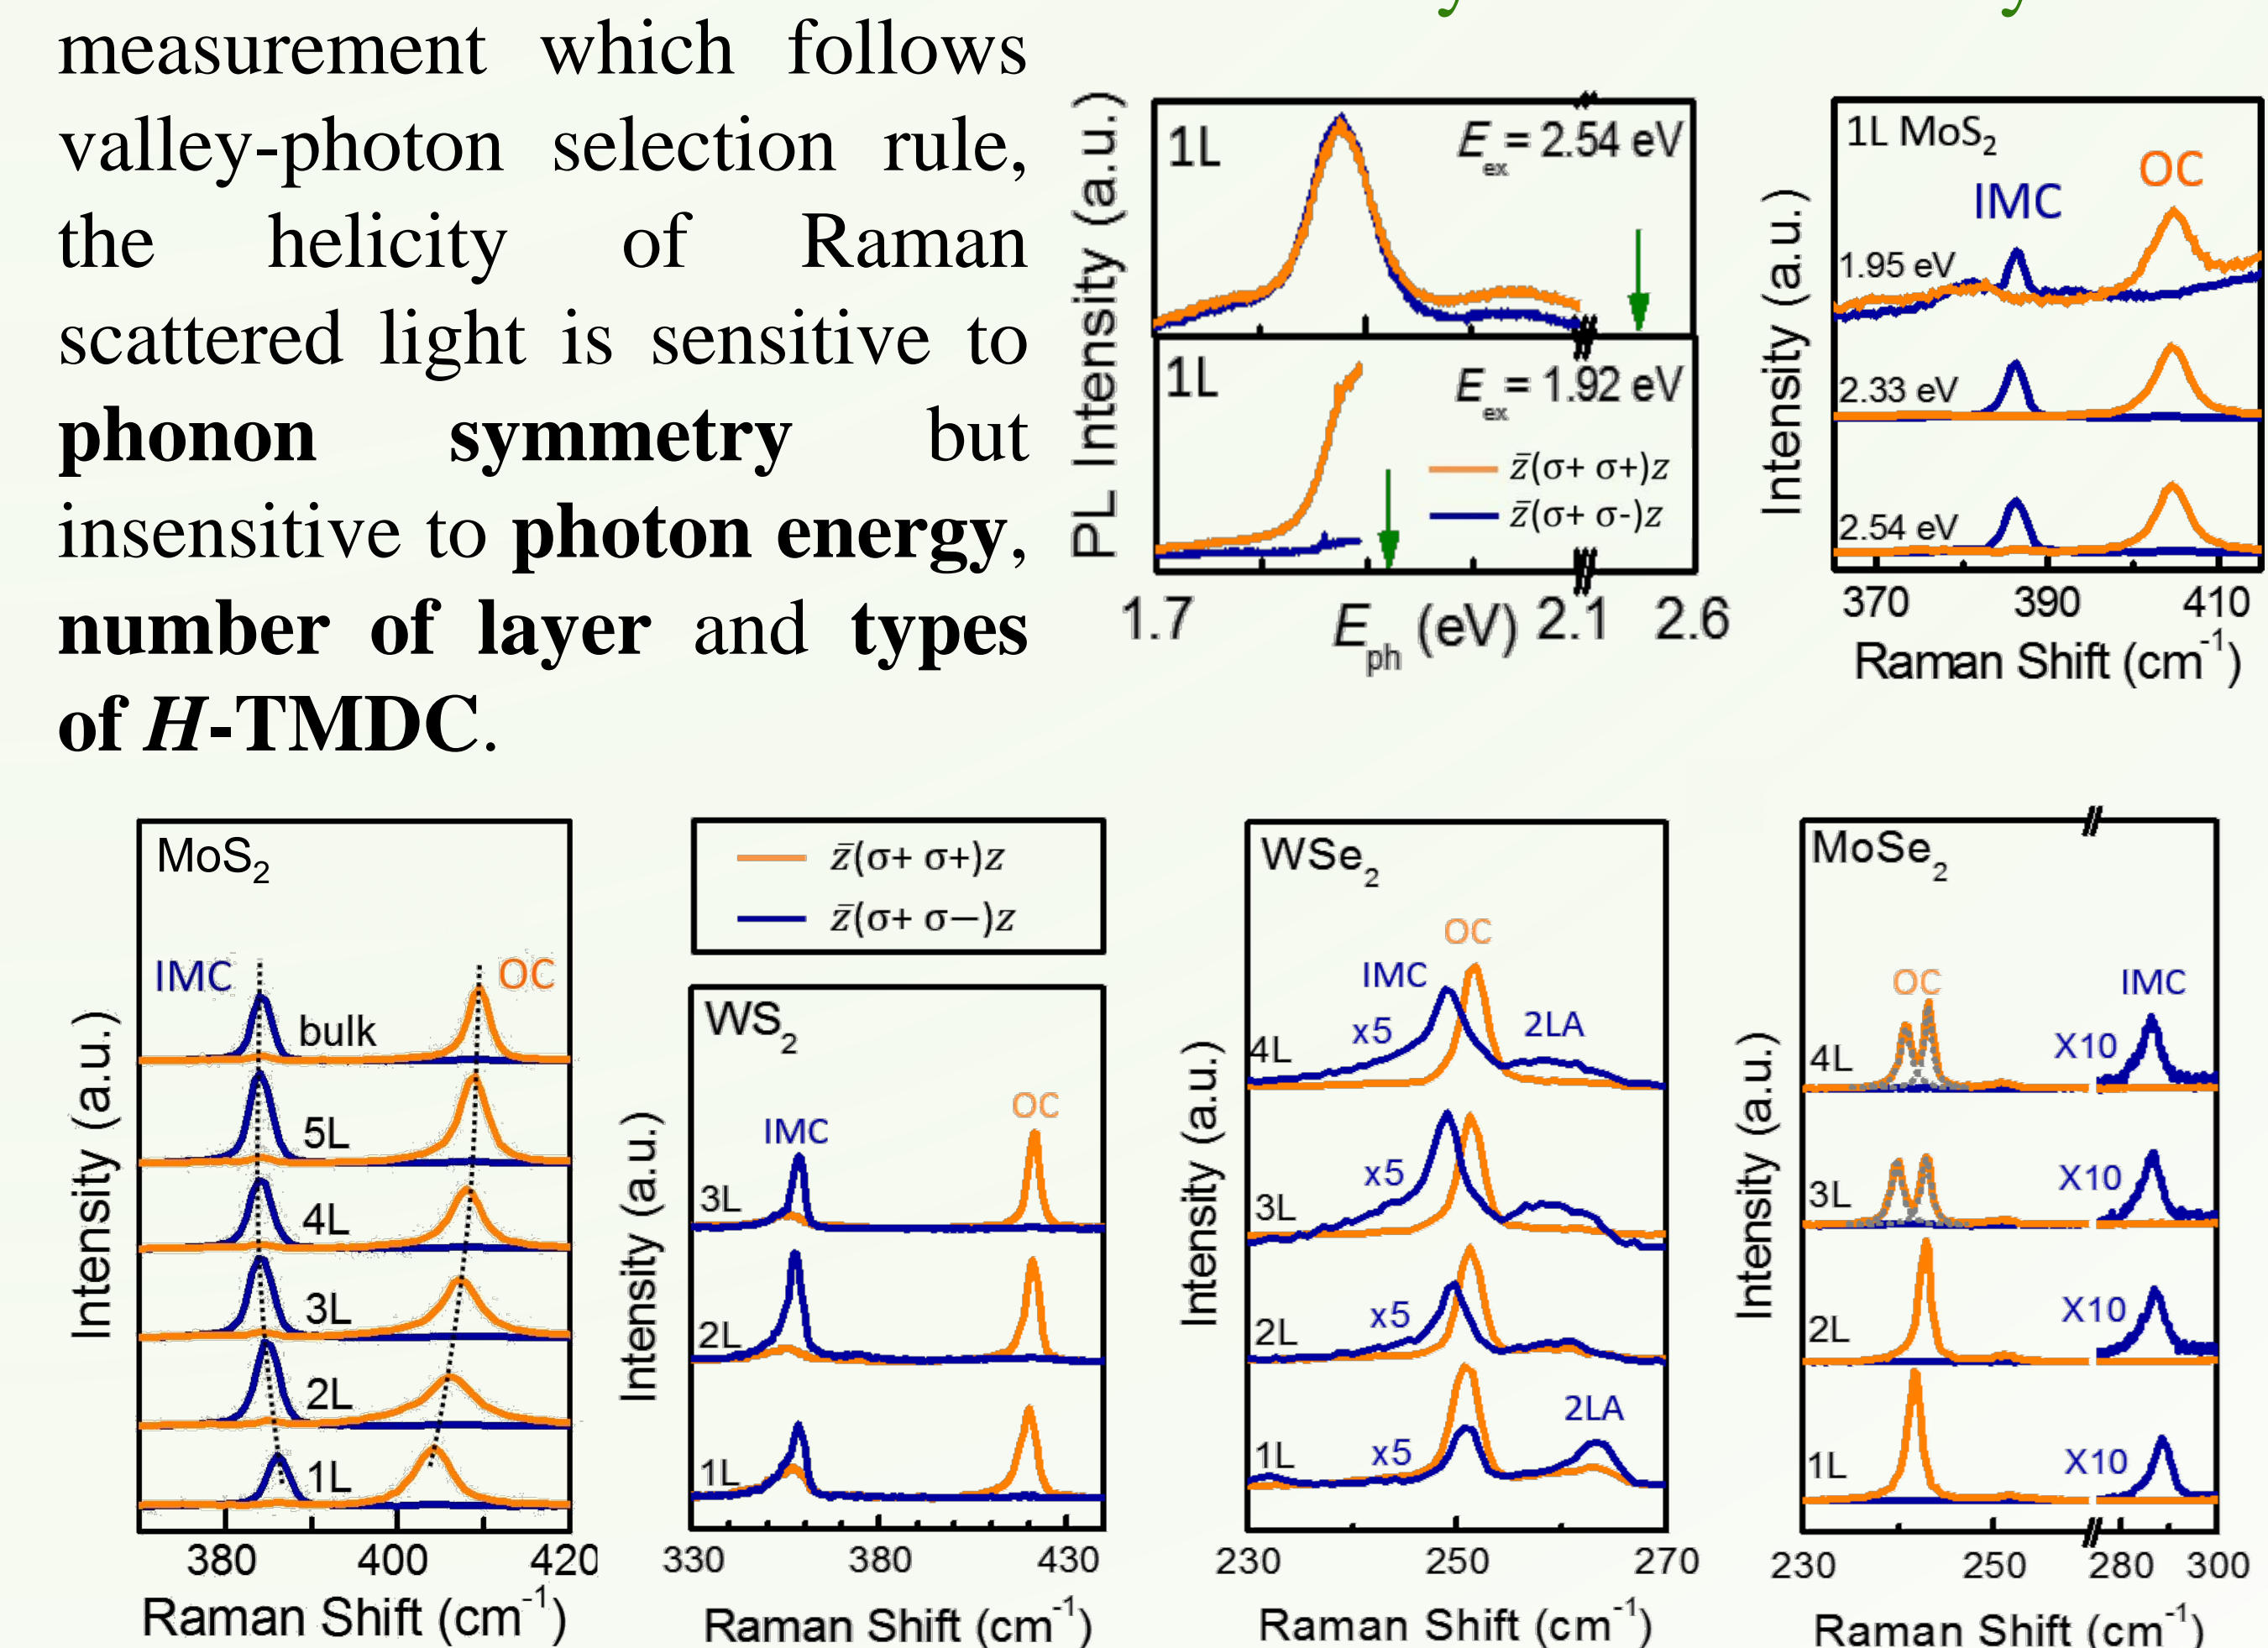 measurement which follows
valley-photon selection rule,
the helicity of Raman
scattered light is sensitive to
phonon symmetry but
insensitive to photon energy,
number of layer and types
of H-TMDC.
PL Intensity (a.u.)
1L
E_ex = 2.54 eV
1L
E_ex = 1.92 eV
z̄(σ+ σ+)z
z̄(σ+ σ-)z
1.7 2.1 2.6
E_ph (eV)
Intensity (a.u.)
1L MoS₂
IMC
OC
1.95 eV
2.33 eV
2.54 eV
370 390 410
Raman Shift (cm⁻¹)
Intensity (a.u.)
MoS₂
IMC
OC
bulk
5L
4L
3L
2L
1L
380 400 420
Raman Shift (cm⁻¹)
z̄(σ+ σ+)z
z̄(σ+ σ−)z
Intensity (a.u.)
WS₂
IMC
OC
3L
2L
1L
330 380 430
Raman Shift (cm⁻¹)
Intensity (a.u.)
WSe₂
OC
IMC
4L x5 2LA
3L x5
2L x5
1L x5 2LA
230 250 270
Raman Shift (cm⁻¹)
Intensity (a.u.)
MoSe₂
OC
IMC
4L X10
3L X10
2L X10
1L X10
230 250 280 300
Raman Shift (cm⁻¹)